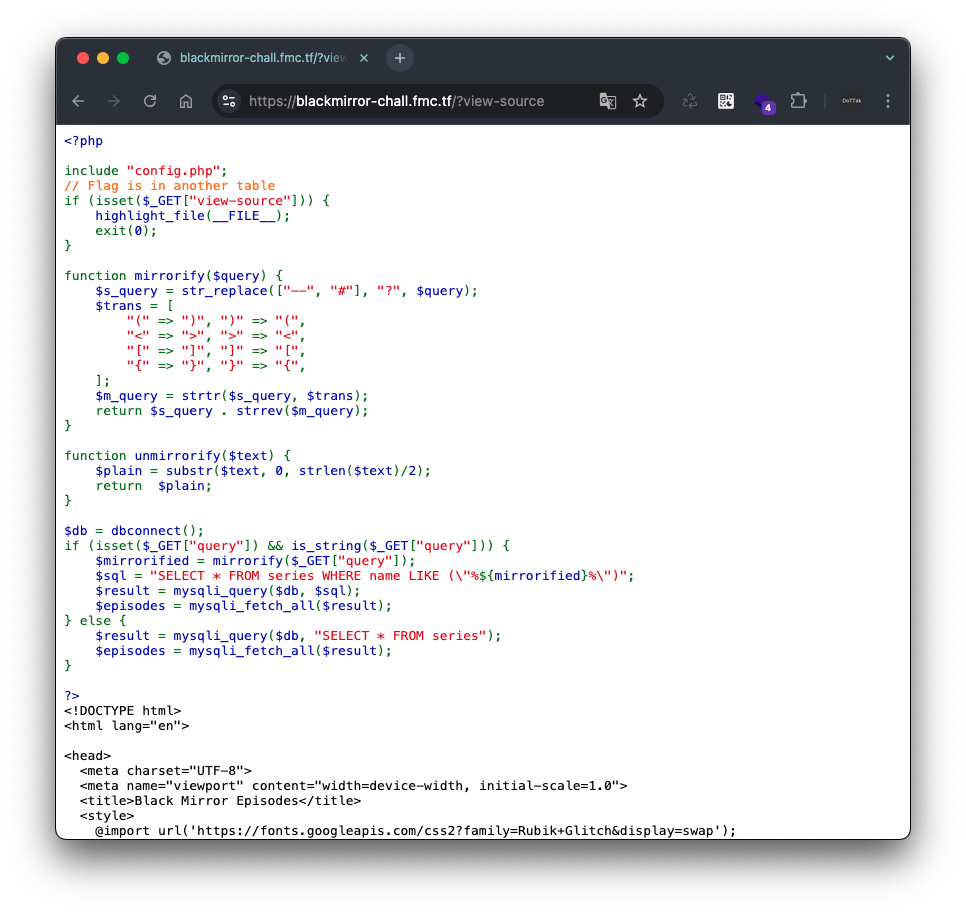 blackmirror-chall.fmc.tf/?view
https://blackmirror-chall.fmc.tf/?view-source
4
DoTTak
<?php
include "config.php";
// Flag is in another table
if (isset($_GET["view-source"])) {
    highlight_file(__FILE__);
    exit(0);
}
function mirrorify($query) {
    $s_query = str_replace(["--", "#"], "?", $query);
    $trans = [
        "(" => ")", ")" => "(",
        "<" => ">", ">" => "<",
        "[" => "]", "]" => "[",
        "{" => "}", "}" => "{",
    ];
    $m_query = strtr($s_query, $trans);
    return $s_query . strrev($m_query);
}
function unmirrorify($text) {
    $plain = substr($text, 0, strlen($text)/2);
    return  $plain;
}
$db = dbconnect();
if (isset($_GET["query"]) && is_string($_GET["query"])) {
    $mirrorified = mirrorify($_GET["query"]);
    $sql = "SELECT * FROM series WHERE name LIKE (\"%${mirrorified}%\")";
    $result = mysqli_query($db, $sql);
    $episodes = mysqli_fetch_all($result);
} else {
    $result = mysqli_query($db, "SELECT * FROM series");
    $episodes = mysqli_fetch_all($result);
}
?>
<!DOCTYPE html>
<html lang="en">
<head>
  <meta charset="UTF-8">
  <meta name="viewport" content="width=device-width, initial-scale=1.0">
  <title>Black Mirror Episodes</title>
  <style>
    @import url('https://fonts.googleapis.com/css2?family=Rubik+Glitch&display=swap');